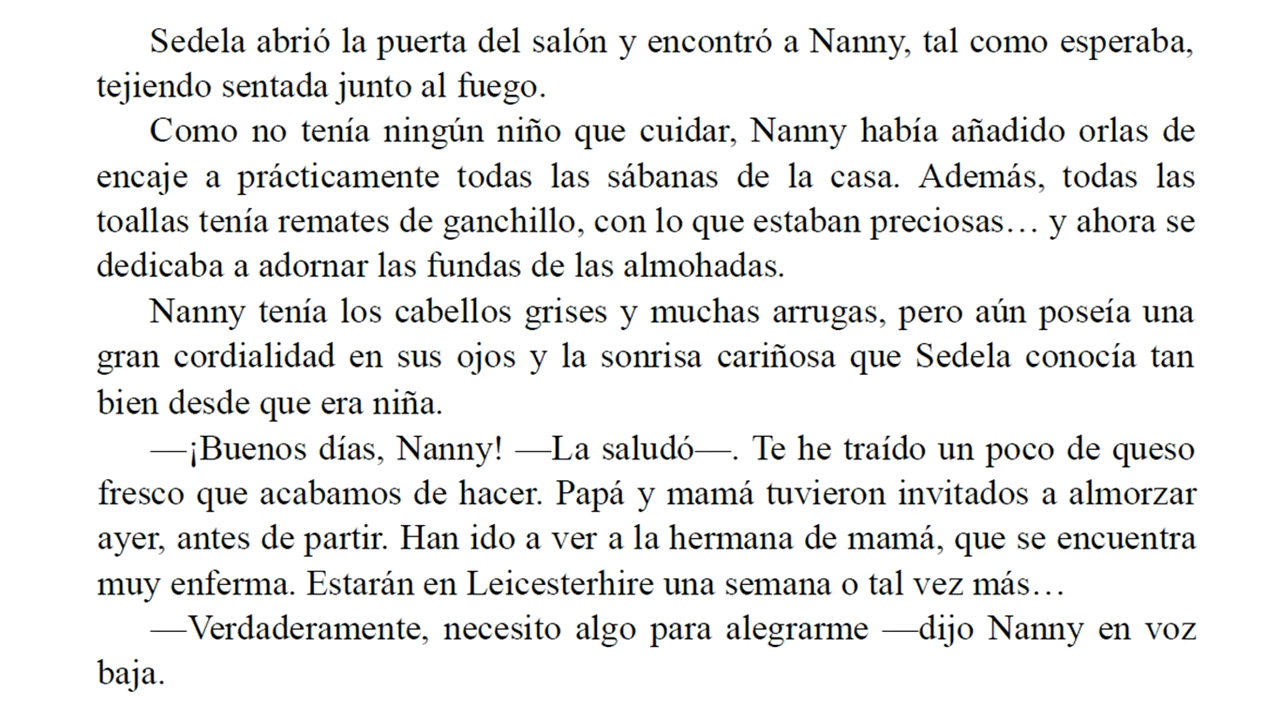 Sedela abrió la puerta del salón y encontró a Nanny, tal como esperaba,
tejiendo sentada junto al fuego.
Como no tenía ningún niño que cuidar, Nanny había añadido orlas de
encaje a prácticamente todas las sábanas de la casa. Además, todas las
toallas tenía remates de ganchillo, con lo que estaban preciosas… y ahora se
dedicaba a adornar las fundas de las almohadas.
Nanny tenía los cabellos grises y muchas arrugas, pero aún poseía una
gran cordialidad en sus ojos y la sonrisa cariñosa que Sedela conocía tan
bien desde que era niña.
—¡Buenos días, Nanny! —La saludó—. Te he traído un poco de queso
fresco que acabamos de hacer. Papá y mamá tuvieron invitados a almorzar
ayer, antes de partir. Han ido a ver a la hermana de mamá, que se encuentra
muy enferma. Estarán en Leicesterhire una semana o tal vez más…
—Verdaderamente, necesito algo para alegrarme —dijo Nanny en voz
baja.